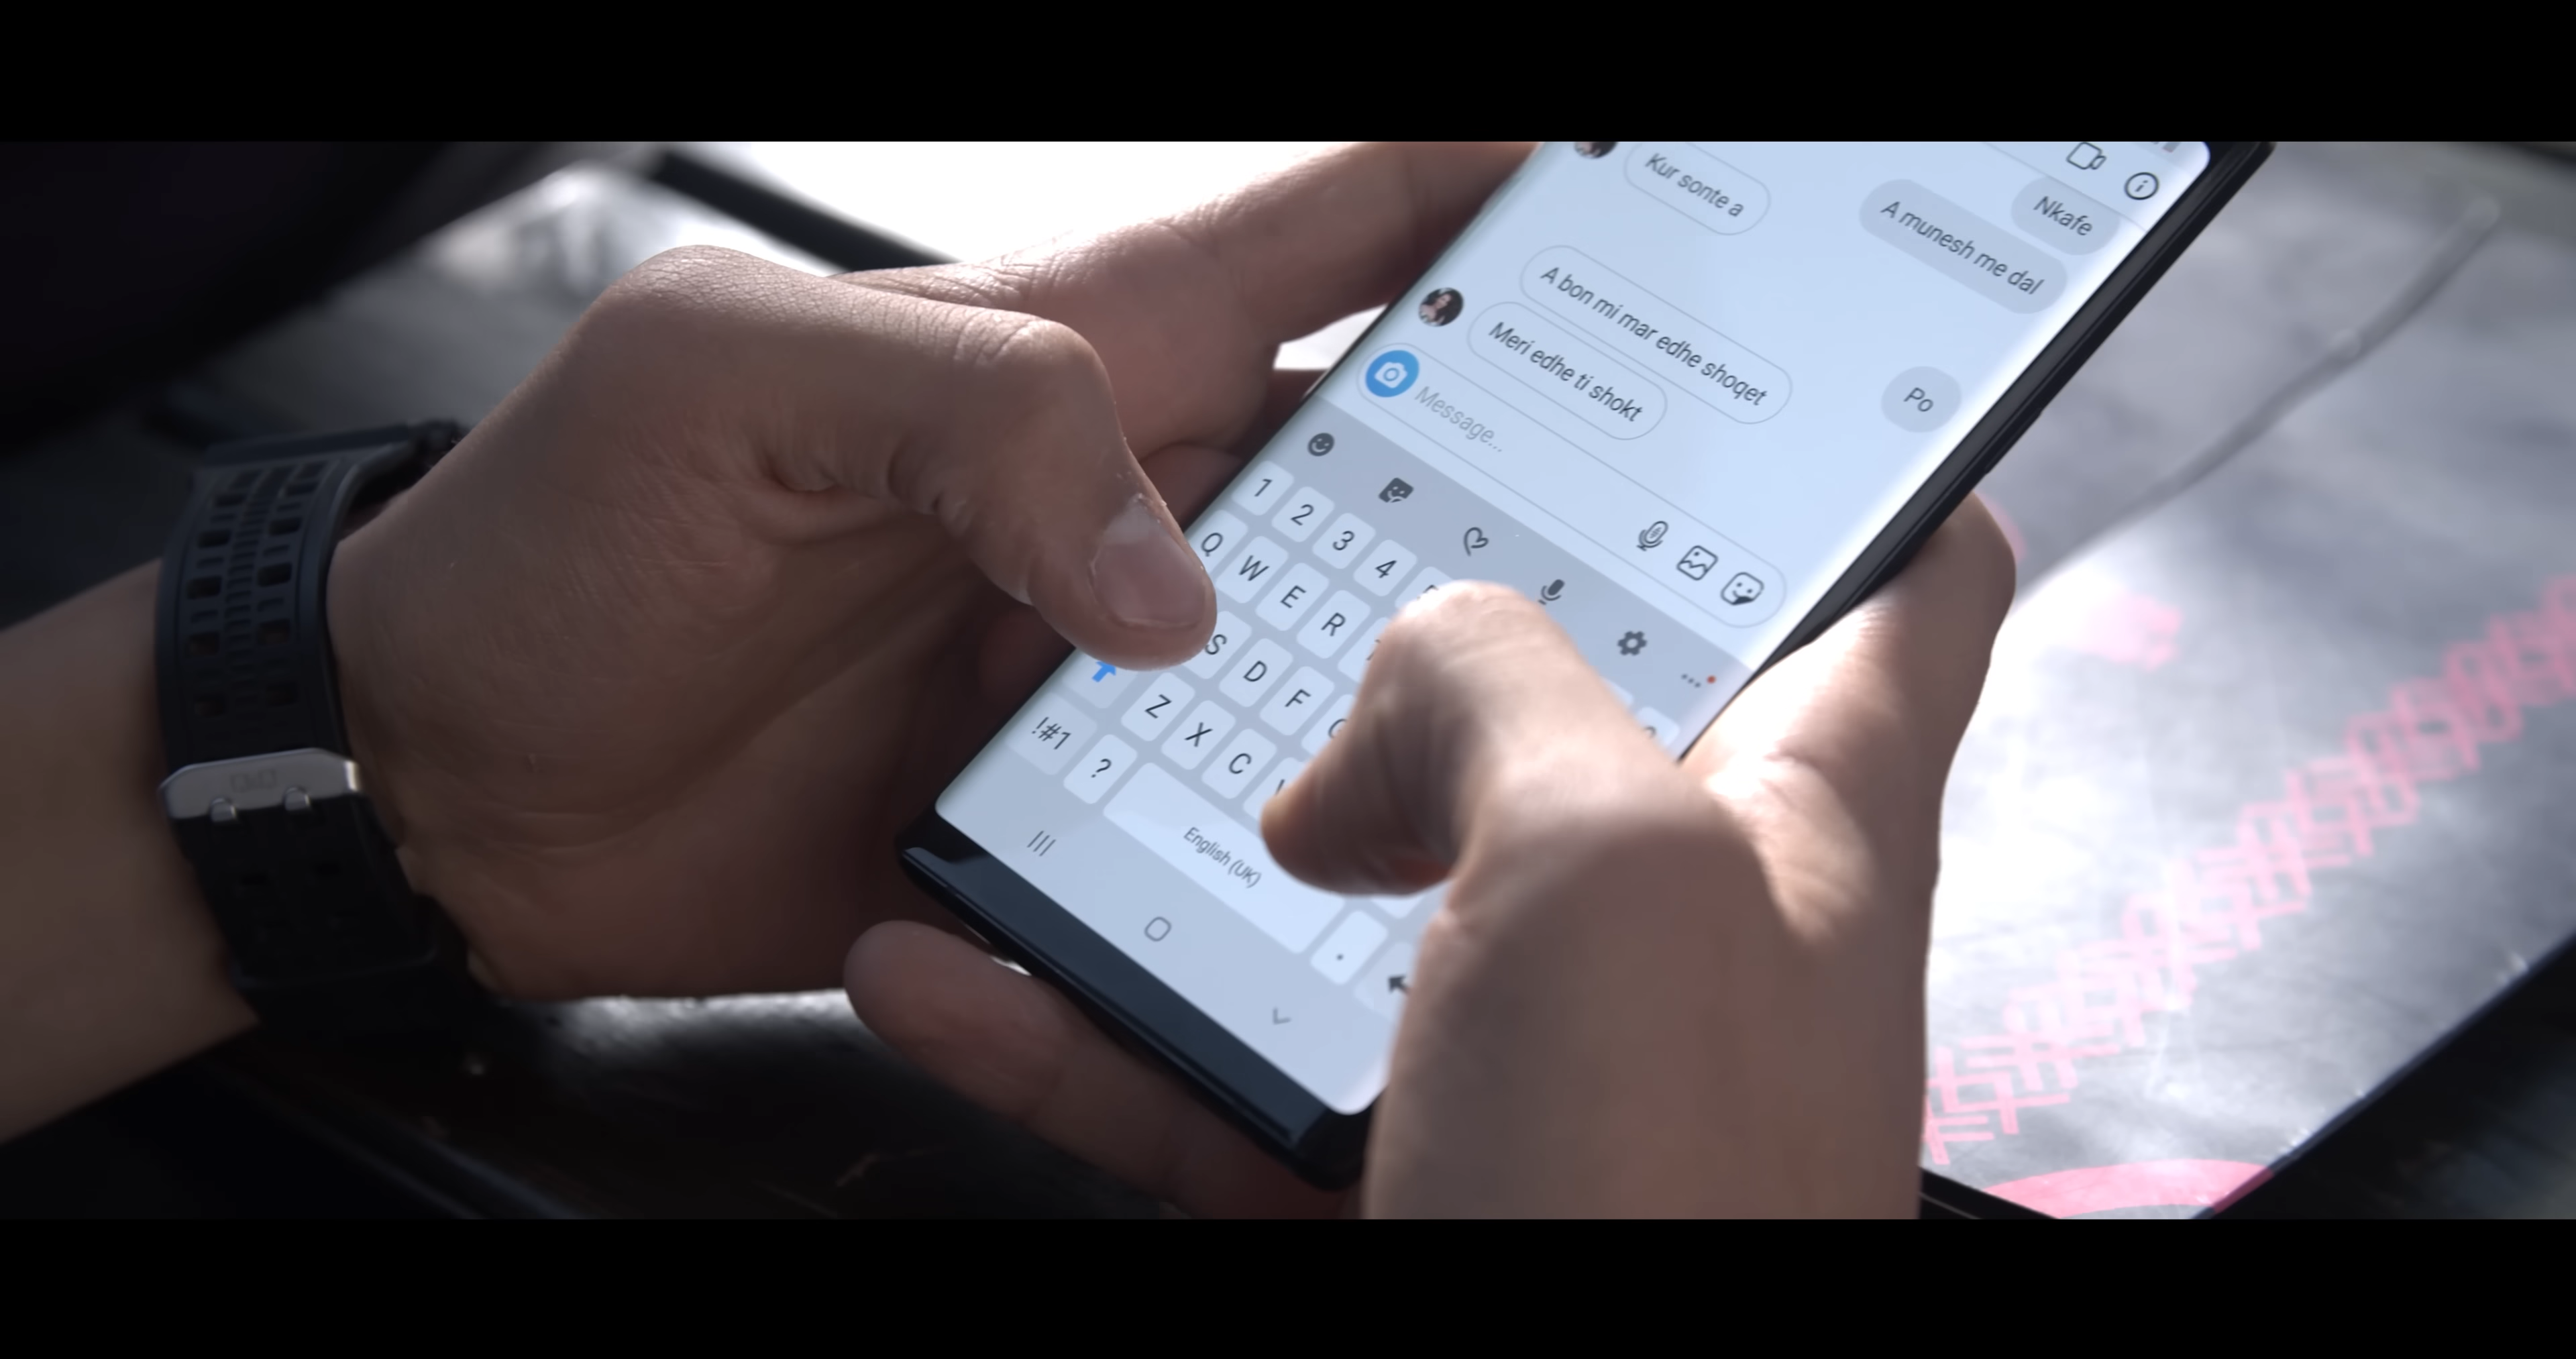 Nkafe
A munesh me dal
Kur sonte a
Po
A bon mi mar edhe shoqet
Meri edhe ti shokt
Message...
1 2 3 4
Q W E R
S D F
Z X C
!#1 ? English (UK) .